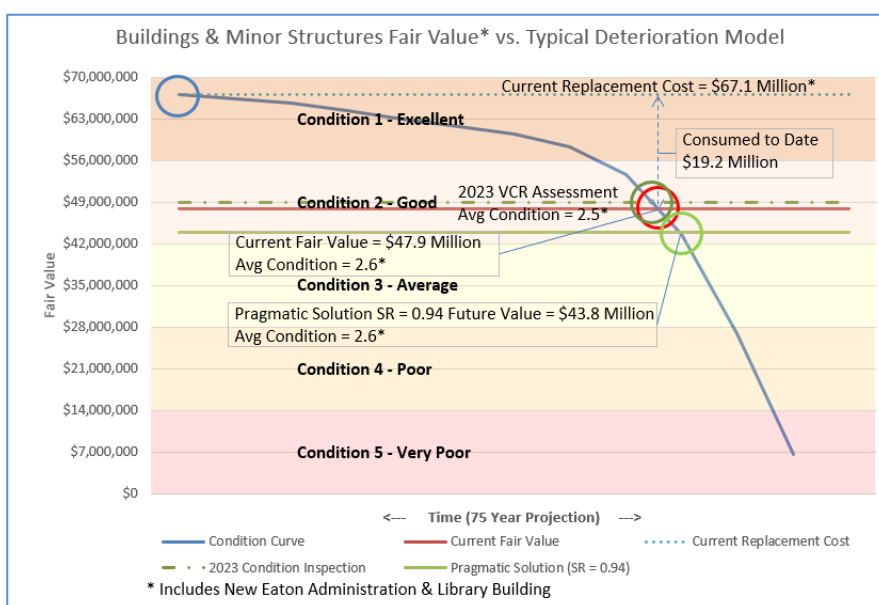 Buildings & Minor Structures Fair Value* vs. Typical Deterioration Model
Fair Value
$70,000,000
$63,000,000
$56,000,000
$49,000,000
$42,000,000
$35,000,000
$28,000,000
$21,000,000
$14,000,000
$7,000,000
$0
Current Replacement Cost = $67.1 Million*
Condition 1 - Excellent
Consumed to Date
$19.2 Million
Condition 2 - Good
2023 VCR Assessment
Avg Condition = 2.5*
Current Fair Value = $47.9 Million
Avg Condition = 2.6*
Condition 3 - Average
Pragmatic Solution SR = 0.94 Future Value = $43.8 Million
Avg Condition = 2.6*
Condition 4 - Poor
Condition 5 - Very Poor
<--- Time (75 Year Projection) --->
Condition Curve
Current Fair Value
Current Replacement Cost
2023 Condition Inspection
Pragmatic Solution (SR = 0.94)
* Includes New Eaton Administration & Library Building